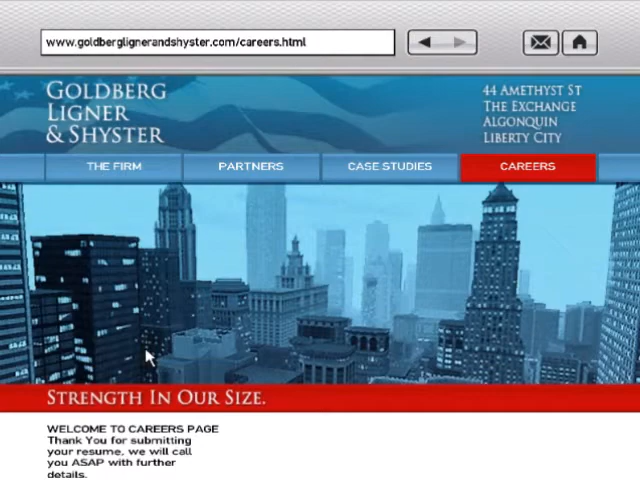 www.goldberglignerandshyster.com/careers.html
GOLDBERG
LIGNER
& SHYSTER
44 AMETHYST ST
THE EXCHANGE
ALGONQUIN
LIBERTY CITY
THE FIRM
PARTNERS
CASE STUDIES
CAREERS
STRENGTH IN OUR SIZE.
WELCOME TO CAREERS PAGE
Thank You for submitting
your resume, we will call
you ASAP with further
details.